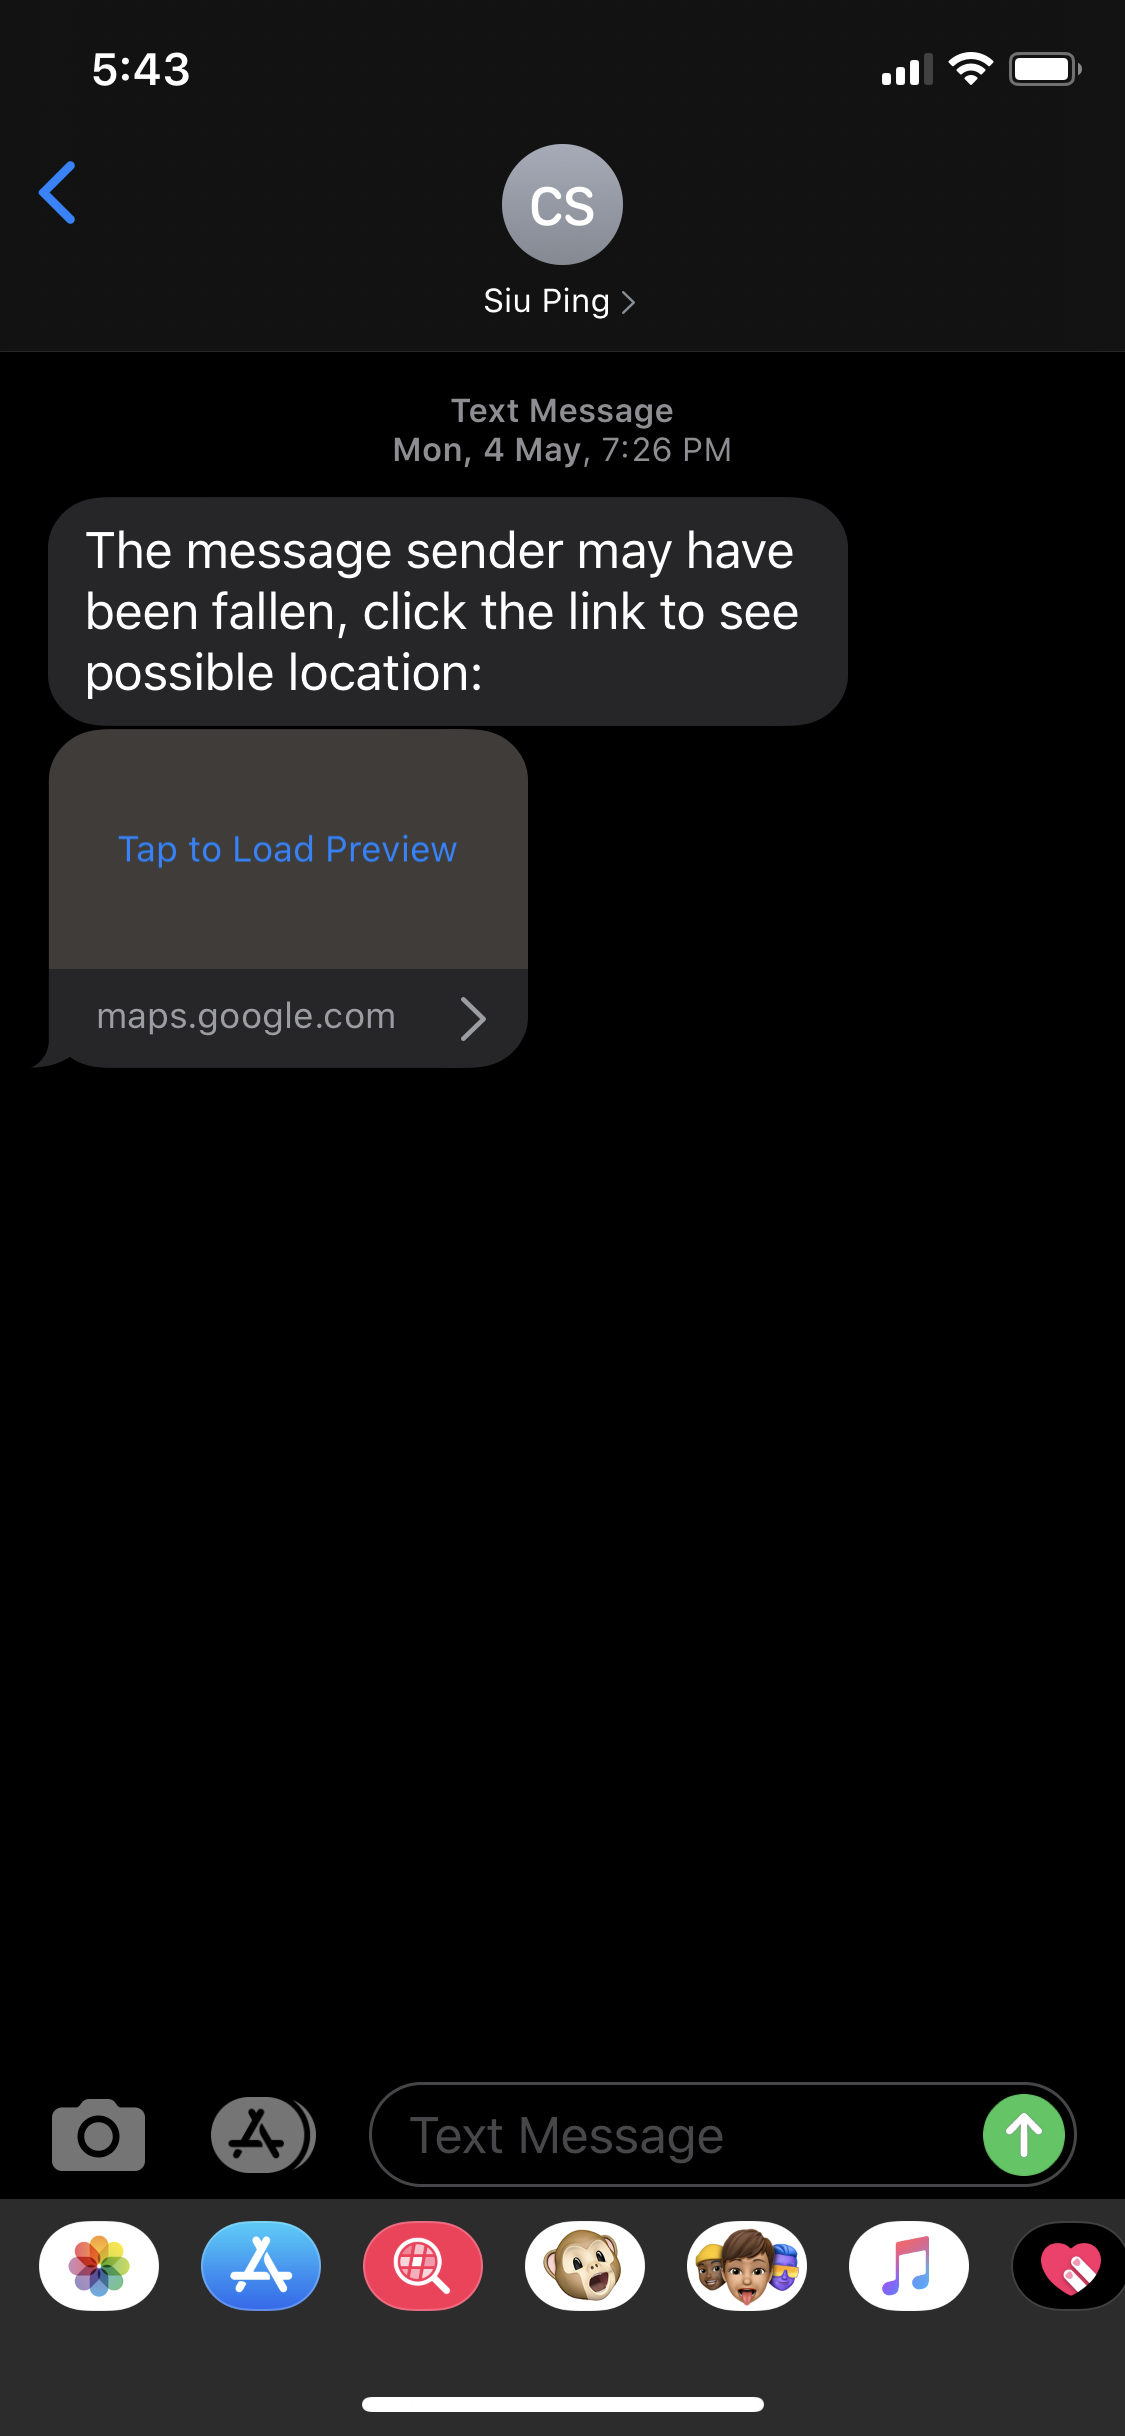 5:43
CS
Siu Ping
Text Message
Mon, 4 May, 7:26 PM
The message sender may have
been fallen, click the link to see
possible location:
Tap to Load Preview
maps.google.com
Text Message